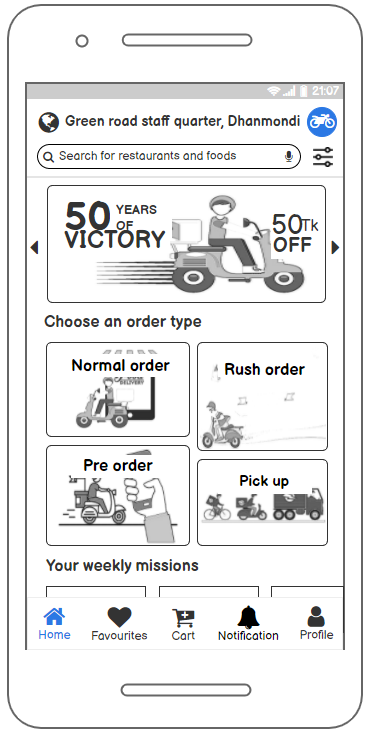 21:07
Green road staff quarter, Dhanmondi
Search for restaurants and foods
50 YEARS
OF
VICTORY
50Tk
OFF
Choose an order type
Normal order
Rush order
DELIVERY
Pre order
Pick up
Your weekly missions
Home
Favourites
Cart
Notification
Profile